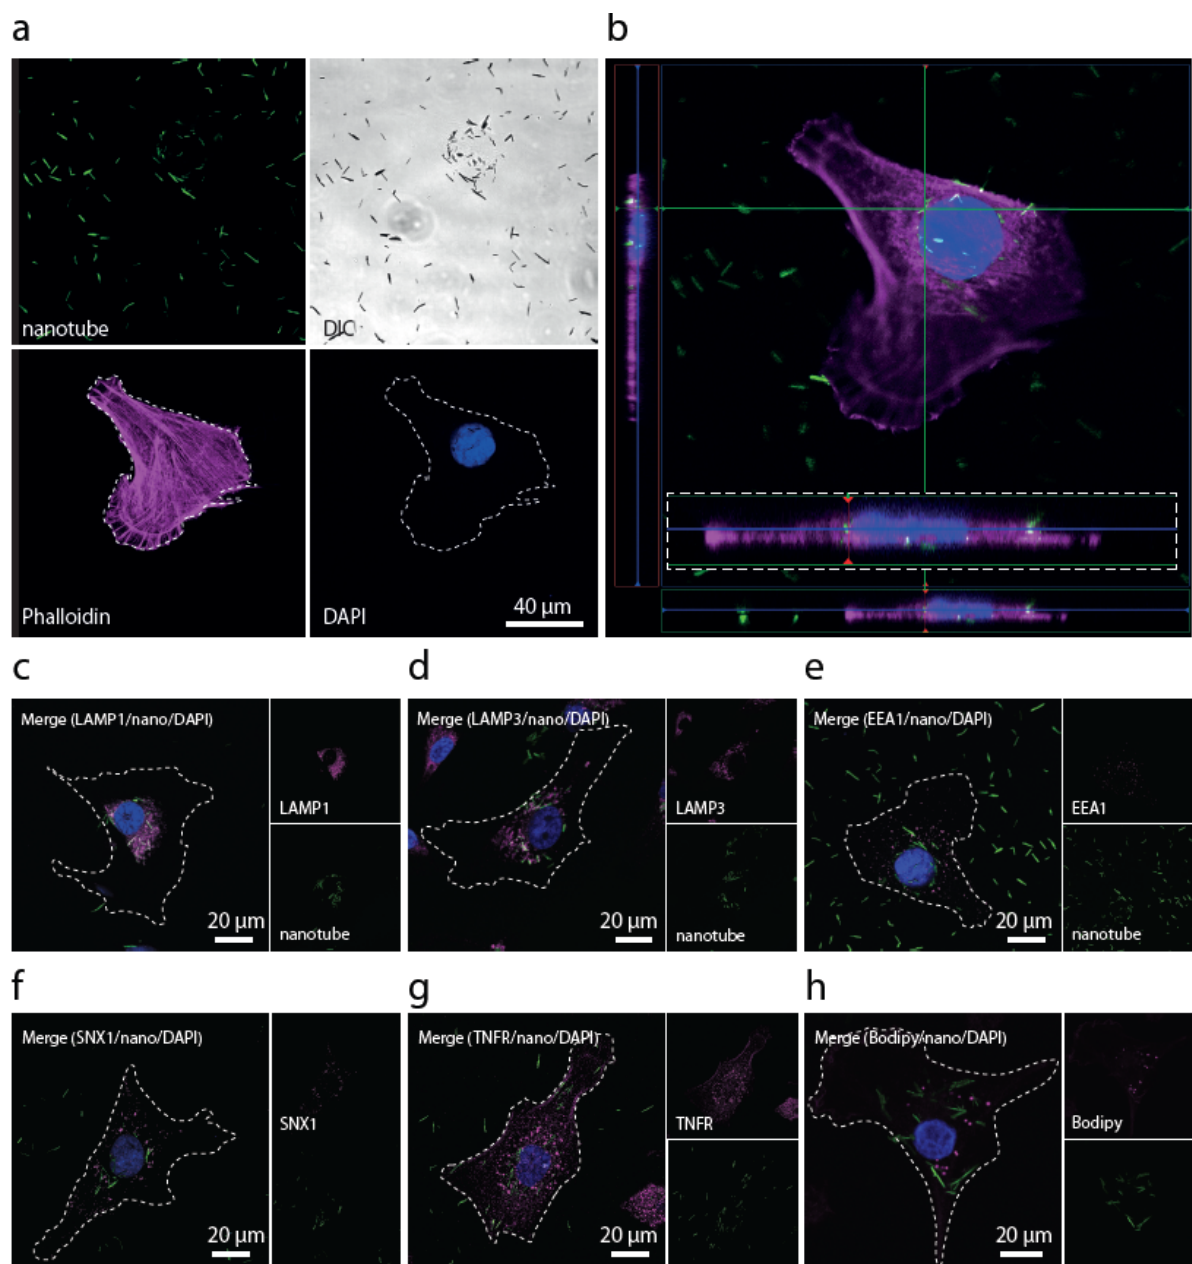 a
b
nanotube
DIC
Phalloidin
DAPI
40 μm
c
d
e
Merge (LAMP1/nano/DAPI)
LAMP1
nanotube
20 μm
Merge (LAMP3/nano/DAPI)
LAMP3
nanotube
20 μm
Merge (EEA1/nano/DAPI)
EEA1
nanotube
20 μm
f
g
h
Merge (SNX1/nano/DAPI)
SNX1
20 μm
Merge (TNFR/nano/DAPI)
TNFR
20 μm
Merge (Bodipy/nano/DAPI)
Bodipy
20 μm